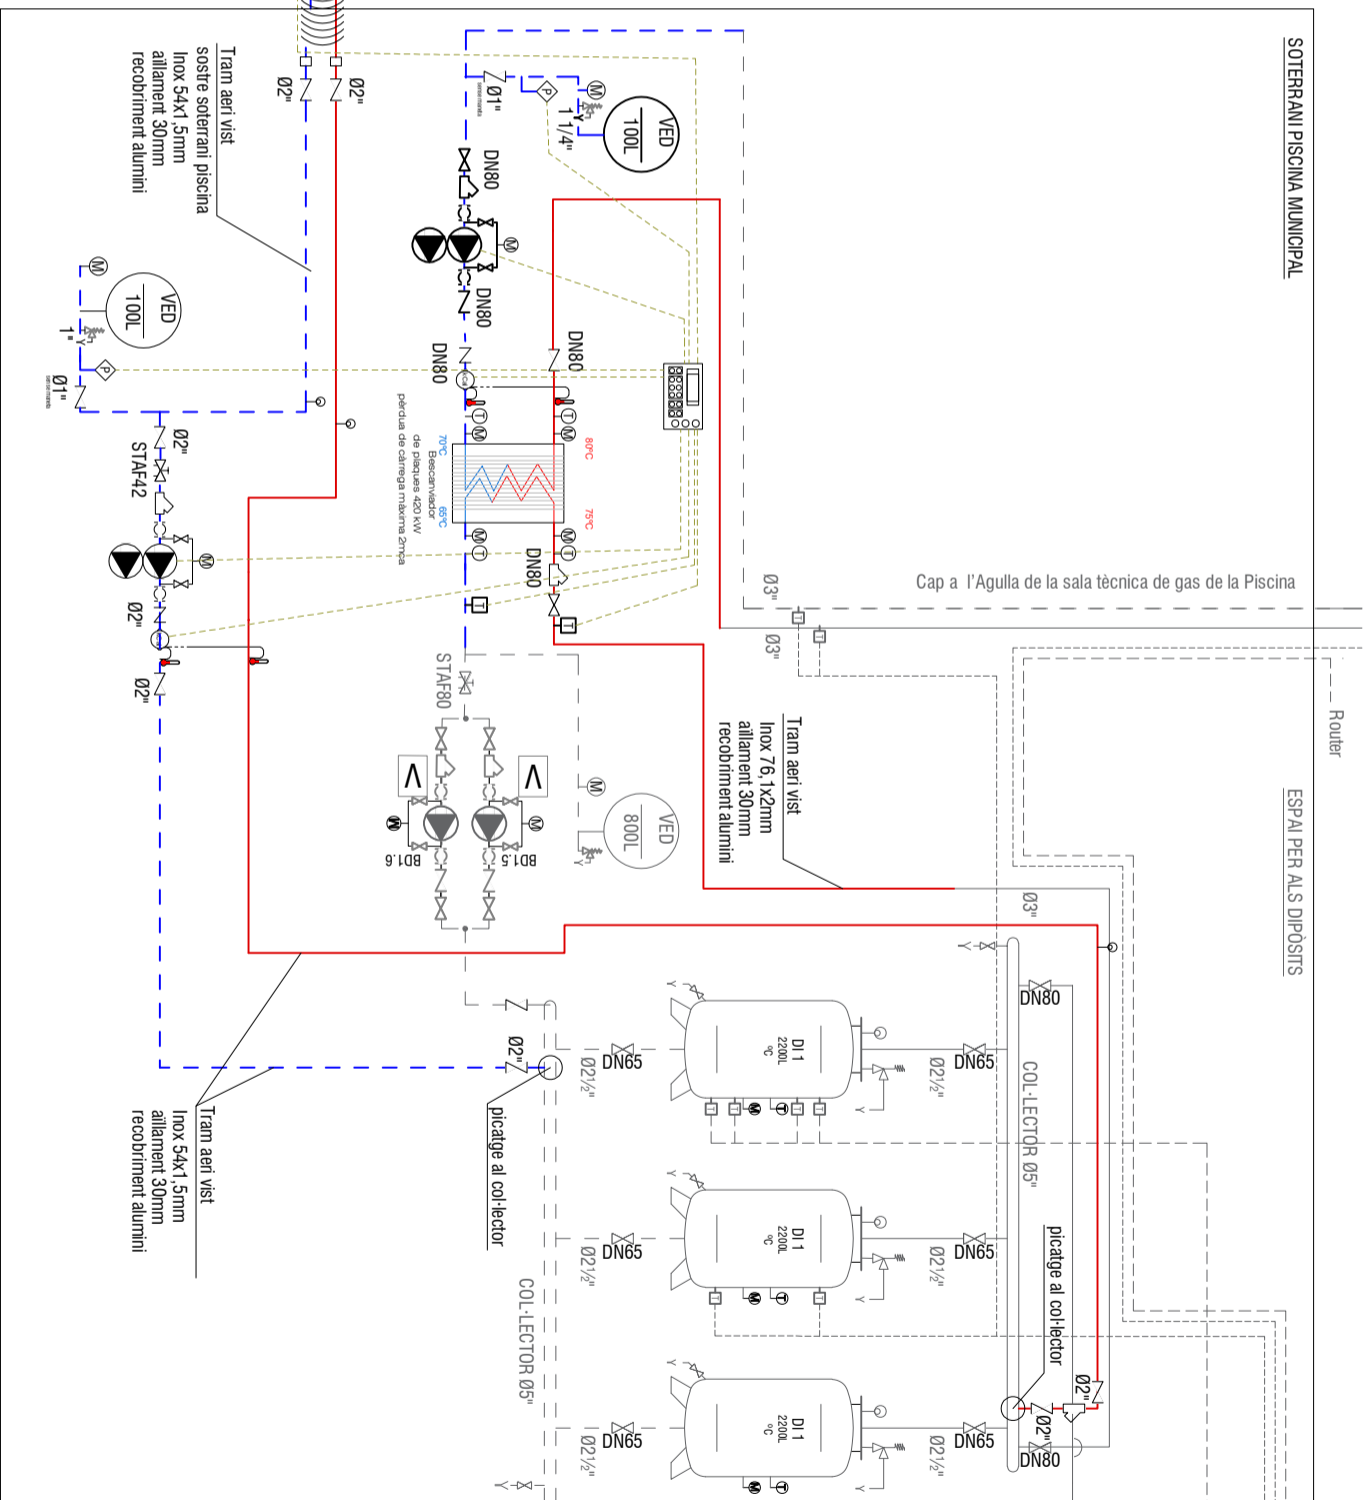 SOTERRANI PISCINA MUNICIPAL
ESPAI PER ALS DIPÒSITS
Router
Cap a l'Agulla de la sala tècnica de gas de la Piscina
Ø3"
Ø3"
Ø3"
Tram aeri vist
sostre soterrani piscina
Inox 54x1,5mm
aïllament 30mm
recobriment alumini
Ø2"
Ø2"
VED
100L
M
P
Ø1"
1 1/4"
DN80
DN80
M
DN80
DN80
T
M
T
M
80ºC
75ºC
70ºC
65ºC
Bescanviador
de plaques 420 kW
pèrdua de càrrega màxima 2mca
M
T
M
T
DN80
T
T
T
T
VED
100L
M
P
1"
Ø1"
Ø2"
STAF42
M
Ø2"
Ø2"
STAF80
M
VED
800L
V
V
M
M
BD1.6
BD1.5
Tram aeri vist
Inox 76,1x2mm
aïllament 30mm
recobriment alumini
Tram aeri vist
Inox 54x1,5mm
aïllament 30mm
recobriment alumini
Ø2"
picatge al col·lector
COL·LECTOR Ø5"
COL·LECTOR Ø5"
picatge al col·lector
DN80
DN80
Ø2"
Ø2"
DN65
Ø2½"
DI 1
2200L
ºC
DN65
Ø2½"
T
T
M
T
T
T
DN65
Ø2½"
DI 1
2200L
ºC
DN65
Ø2½"
T
M
T
T
DN65
Ø2½"
DI 1
2200L
ºC
DN65
Ø2½"
M
T